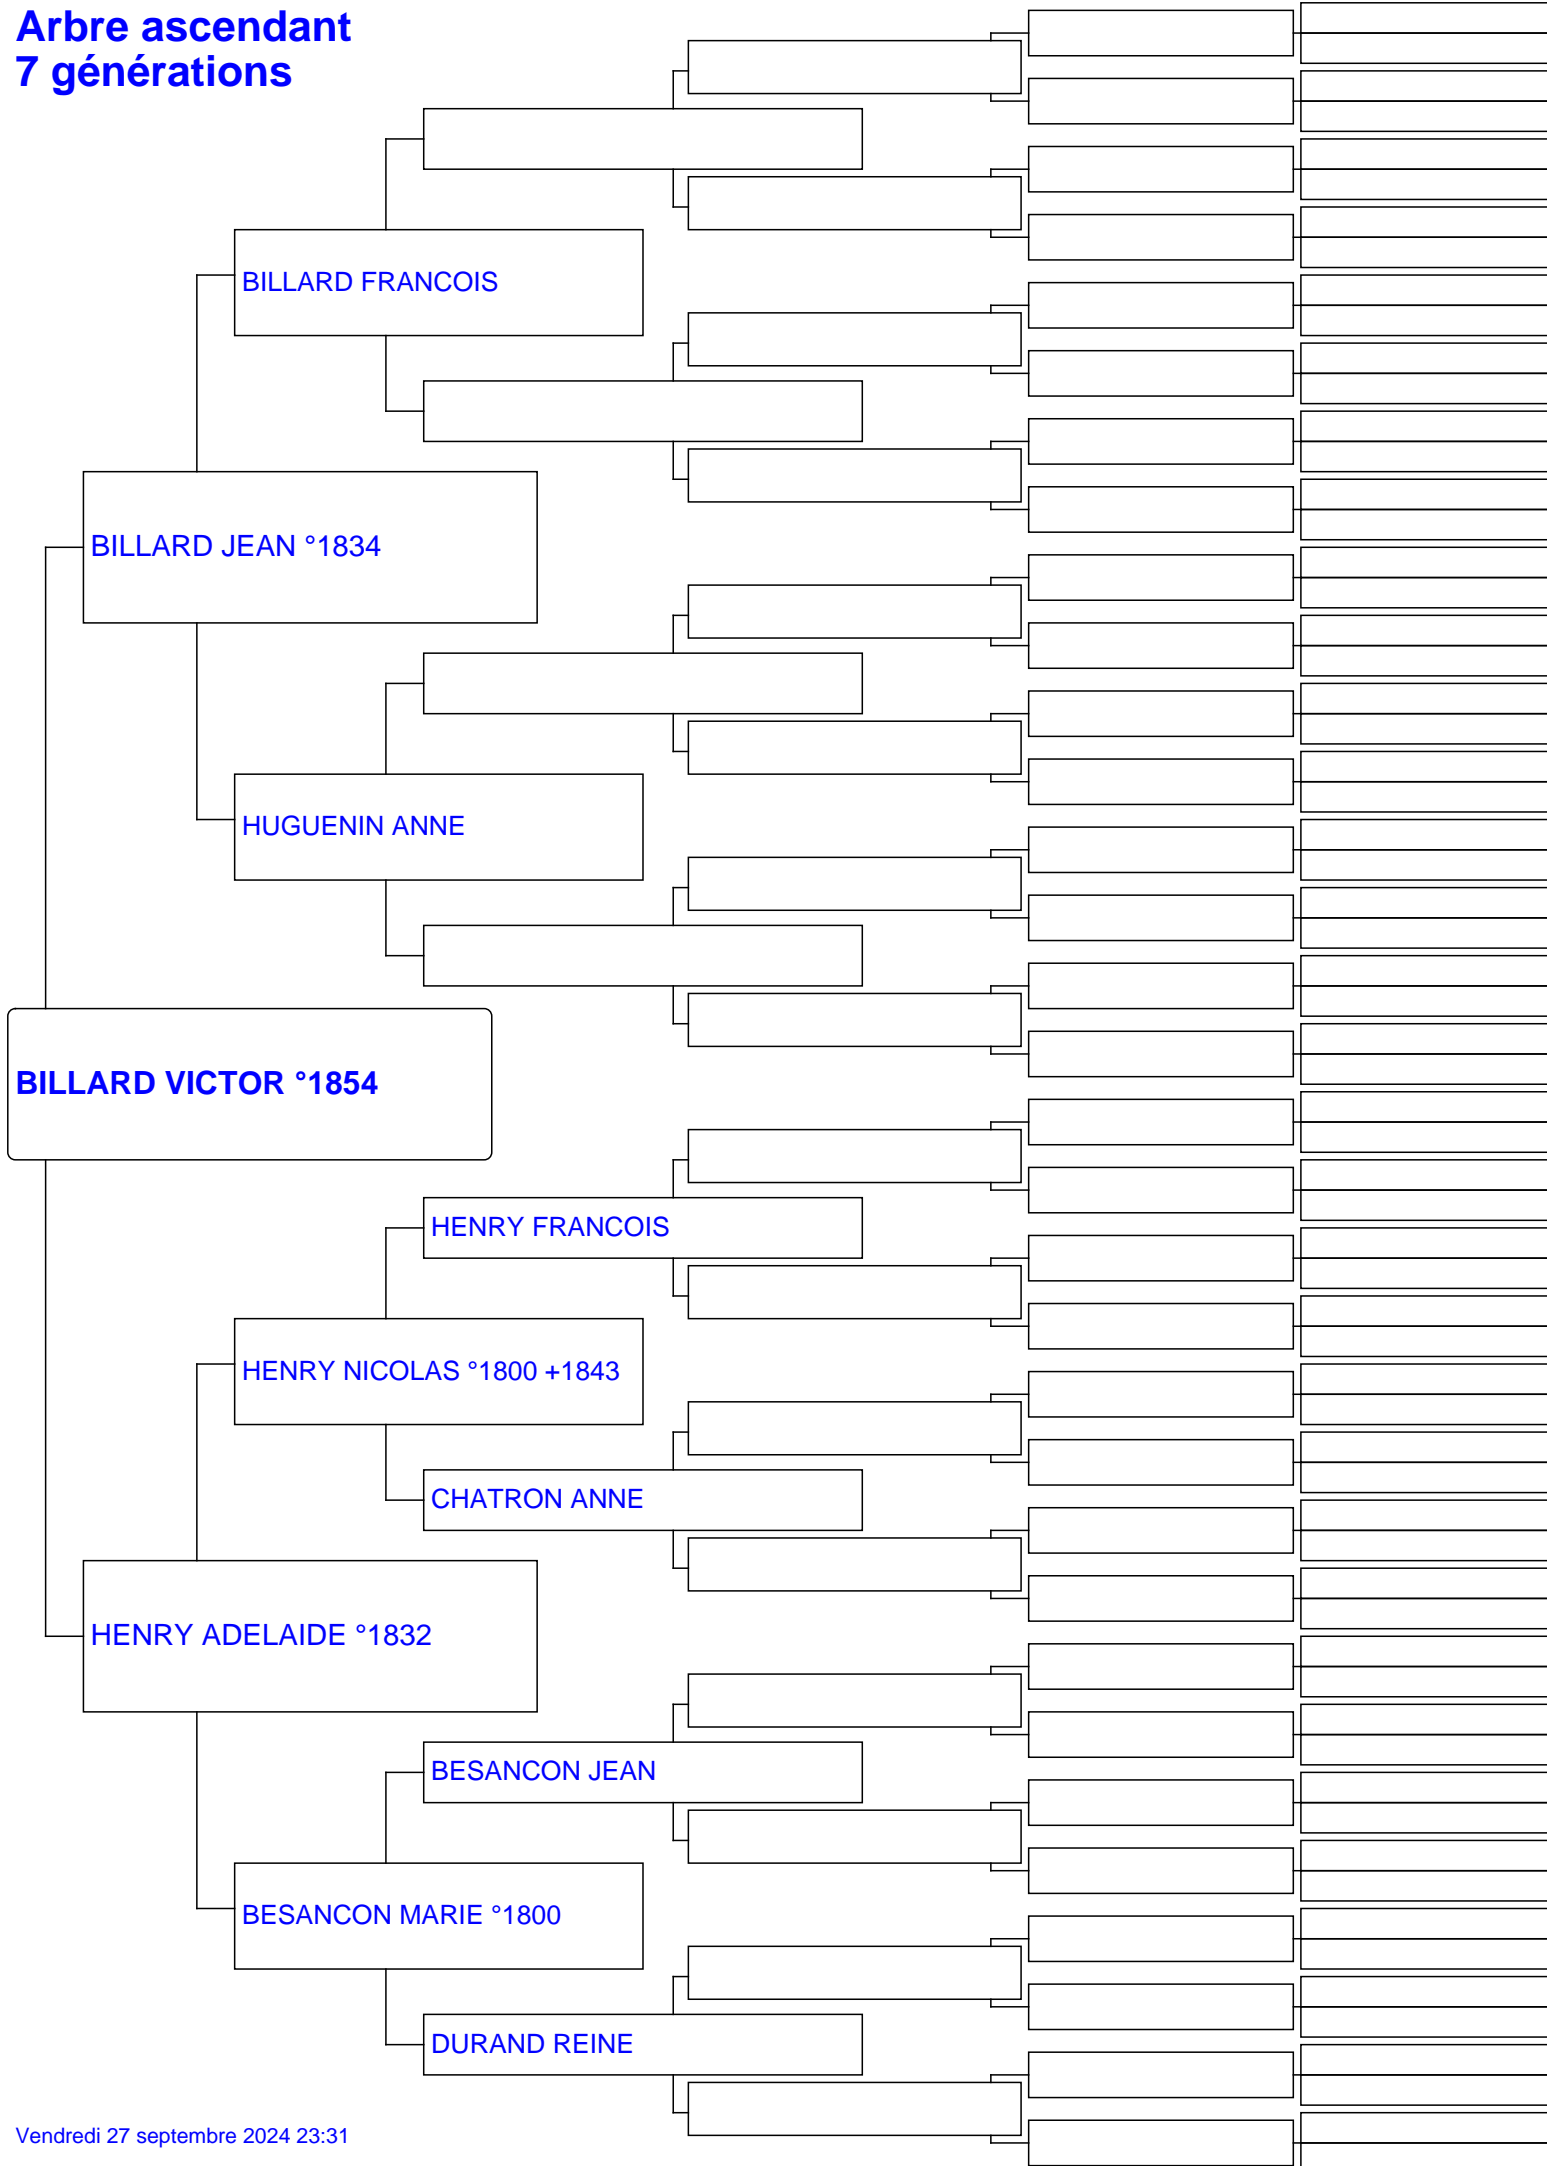 Arbre ascendant
7 générations
BILLARD FRANCOIS
BILLARD JEAN °1834
HUGUENIN ANNE
BILLARD VICTOR °1854
HENRY FRANCOIS
HENRY NICOLAS °1800 +1843
CHATRON ANNE
HENRY ADELAIDE °1832
BESANCON JEAN
BESANCON MARIE °1800
DURAND REINE
Vendredi 27 septembre 2024 23:31